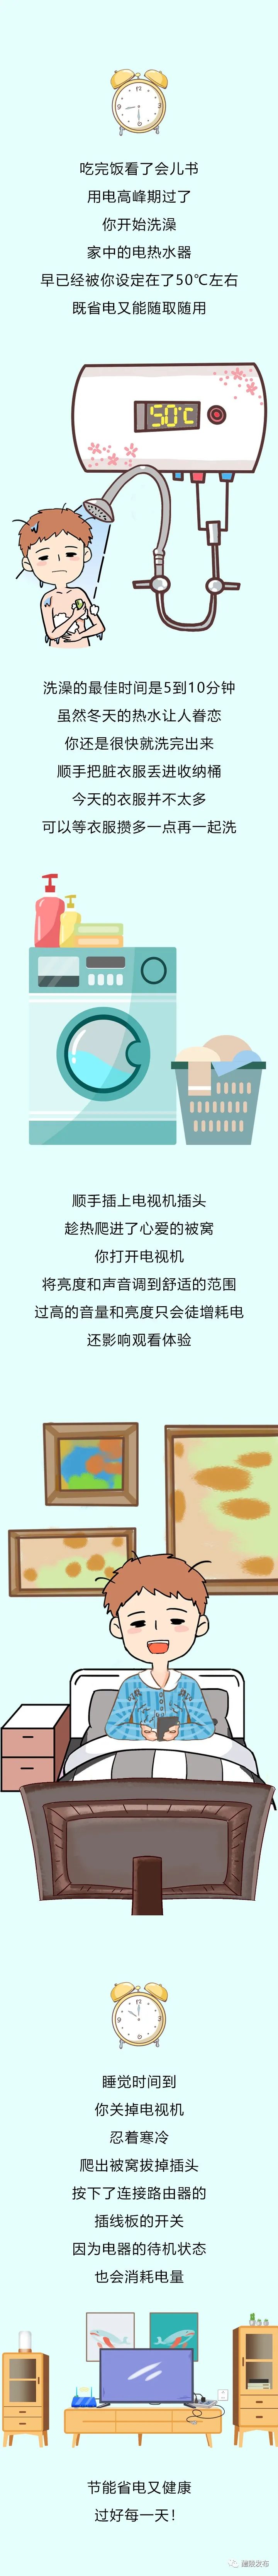 吃完饭看了会儿书
用电高峰期过了
你开始洗澡
家中的电热水器
早已经被你设定在了50℃左右
既省电又能随取随用
50℃
洗澡的最佳时间是5到10分钟
虽然冬天的热水让人眷恋
你还是很快就洗完出来
顺手把脏衣服丢进收纳桶
今天的衣服并不太多
可以等衣服攒多一点再一起洗
顺手插上电视机插头
趁热爬进了心爱的被窝
你打开电视机
将亮度和声音调到舒适的范围
过高的音量和亮度只会徒增耗电
还影响观看体验
睡觉时间到
你关掉电视机
忍着寒冷
爬出被窝拔掉插头
按下了连接路由器的
插线板的开关
因为电器的待机状态
也会消耗电量
节能省电又健康
过好每一天！